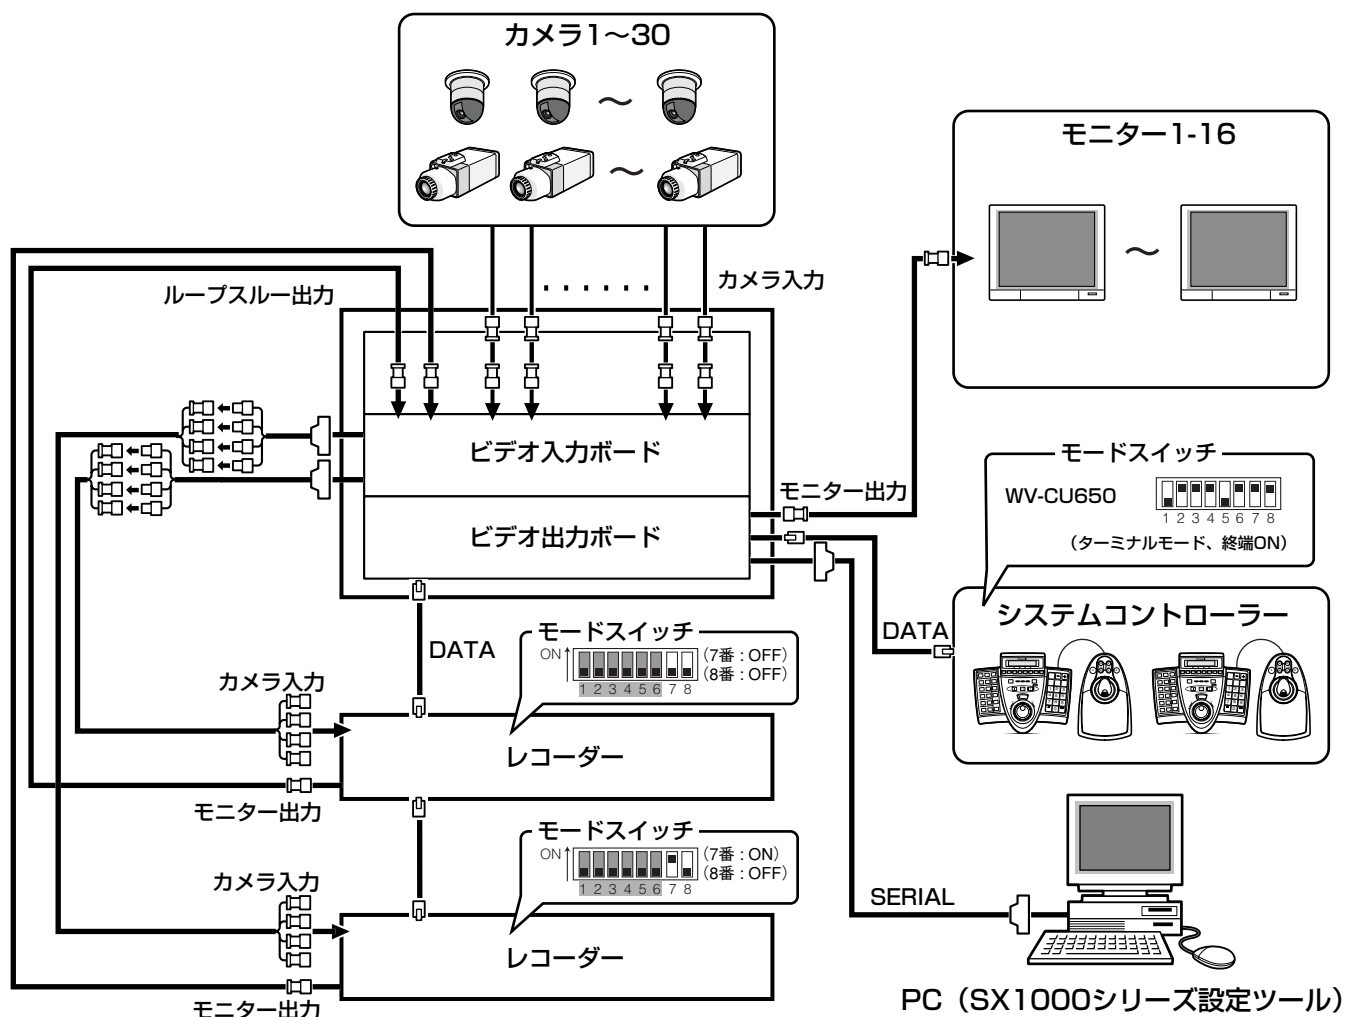 カメラ1～30
～
～
モニター1-16
～
ループスルー出力
・・・・・・
カメラ入力
ビデオ入力ボード
モニター出力
ビデオ出力ボード
モードスイッチ
WV-CU650
1 2 3 4 5 6 7 8
（ターミナルモード、終端ON）
システムコントローラー
DATA
DATA
モードスイッチ
ON
（7番：OFF）
（8番：OFF）
1 2 3 4 5 6 7 8
カメラ入力
レコーダー
モニター出力
モードスイッチ
ON
（7番：ON）
（8番：OFF）
1 2 3 4 5 6 7 8
カメラ入力
レコーダー
モニター出力
SERIAL
PC（SX1000シリーズ設定ツール）